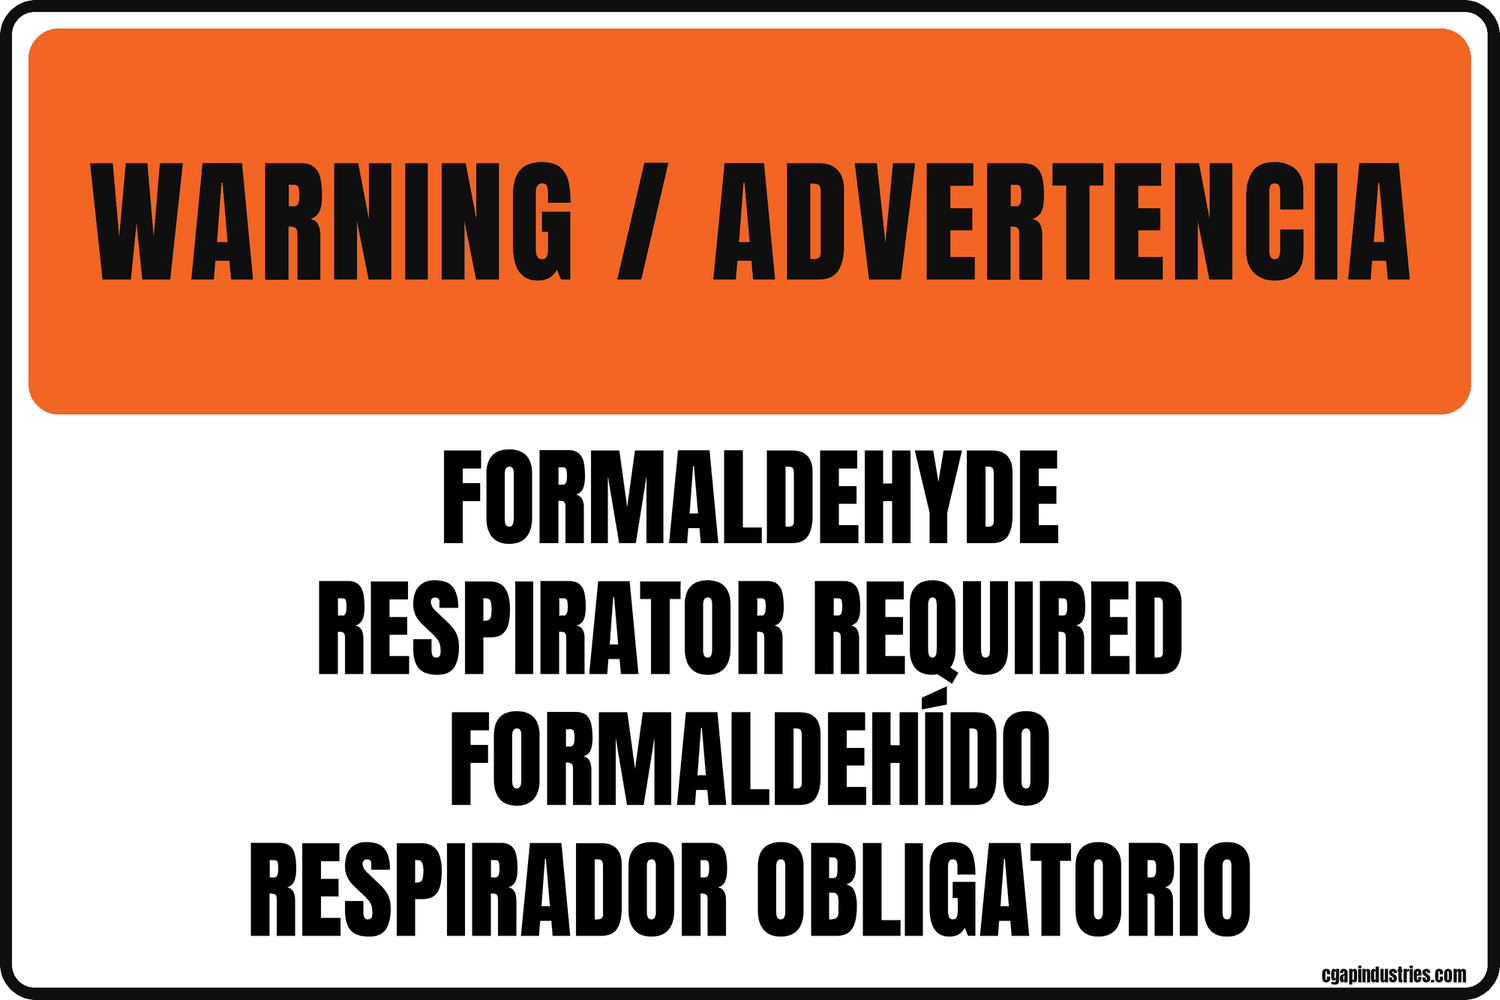 WARNING / ADVERTENCIA
FORMALDEHYDE
RESPIRATOR REQUIRED
FORMALDEHÍDO
RESPIRADOR OBLIGATORIO
cgapindustries.com